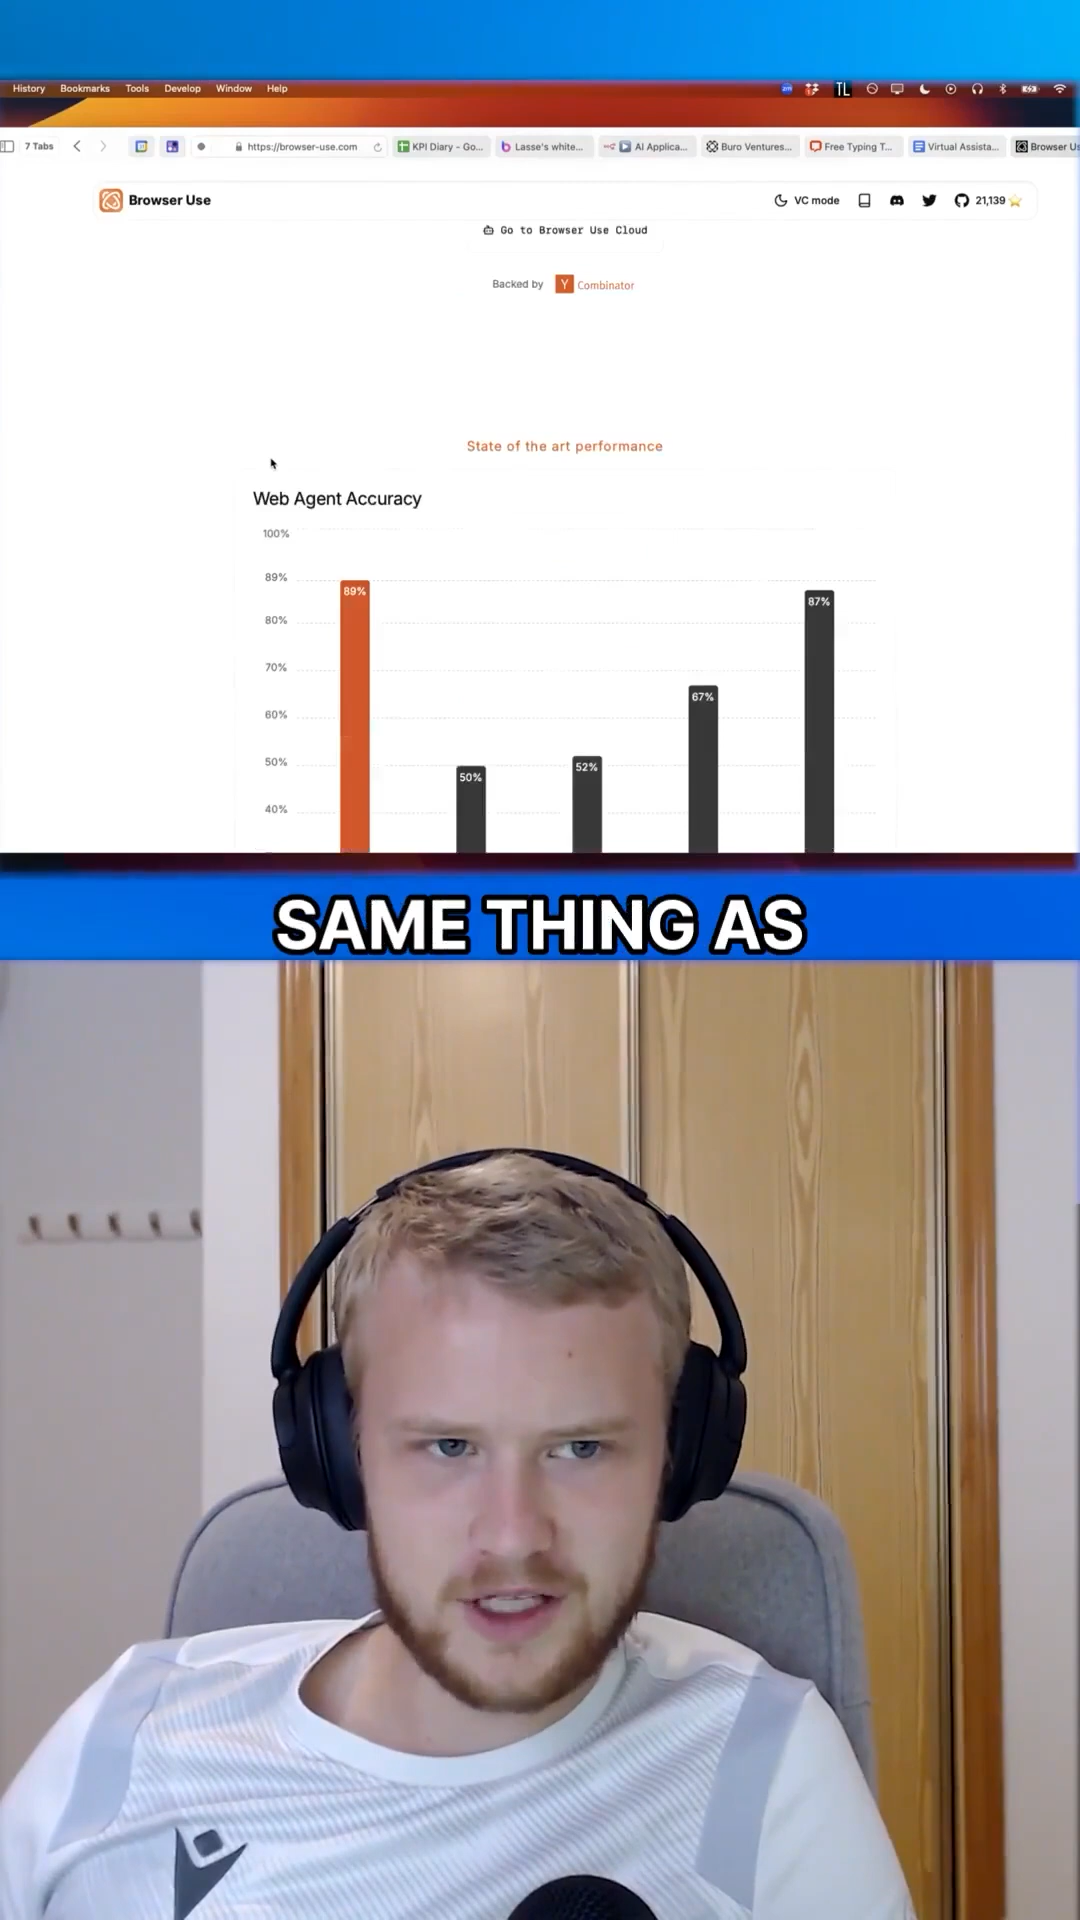 History Bookmarks Tools Develop Window Help zm TL
7 Tabs https://browser-use.com KPI Diary – Go... Lasse's white... AI Applica... Buro Ventures... Free Typing T... Virtual Assista... Browser Us
Browser Use VC mode 21,139
Go to Browser Use Cloud
Backed by Y Combinator
State of the art performance
Web Agent Accuracy
100%
89%
80%
70%
60%
50%
40%
89%
50%
52%
67%
87%
SAME THING AS